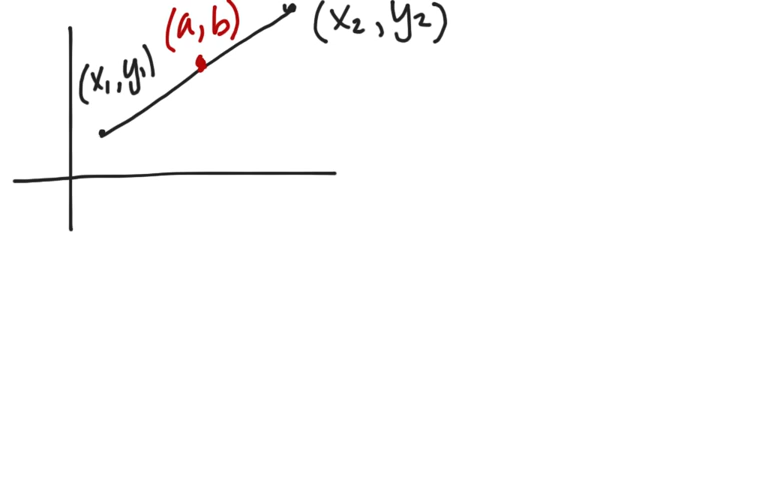 (a, b)
(x₂, y₂)
(x₁, y₁)